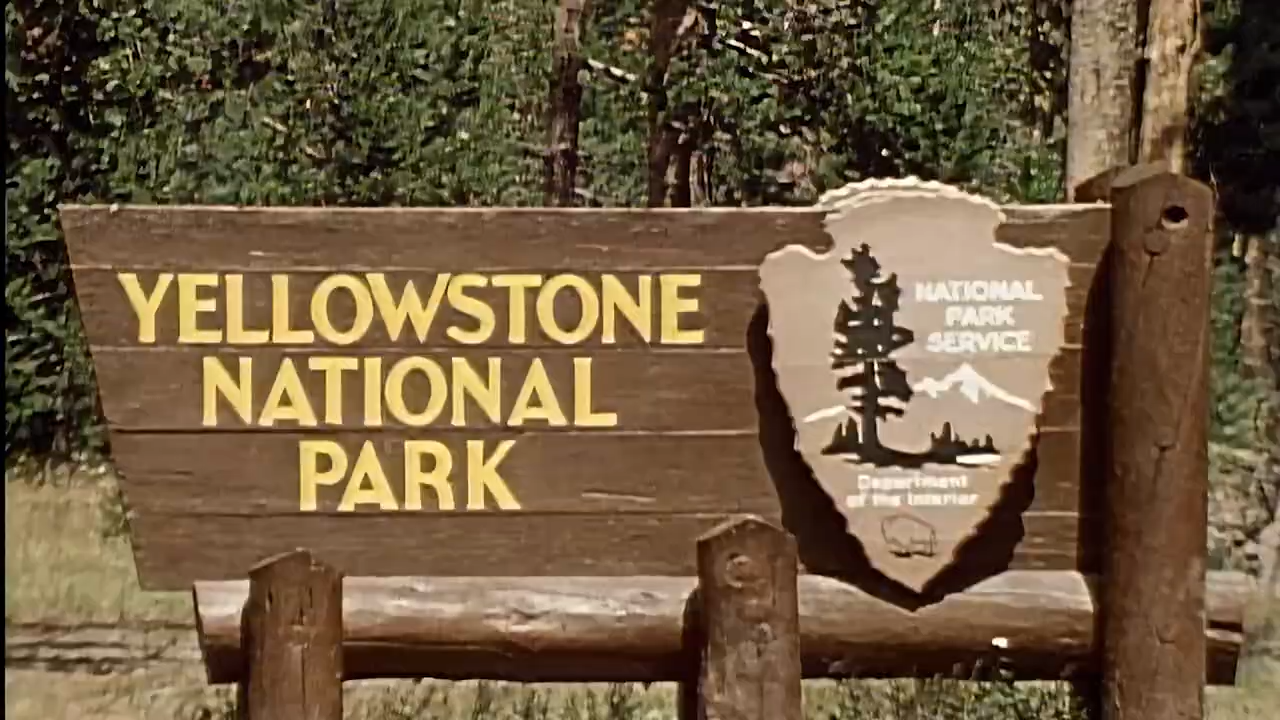 YELLOWSTONE
NATIONAL
PARK
NATIONAL
PARK
SERVICE
Department
of the Interior